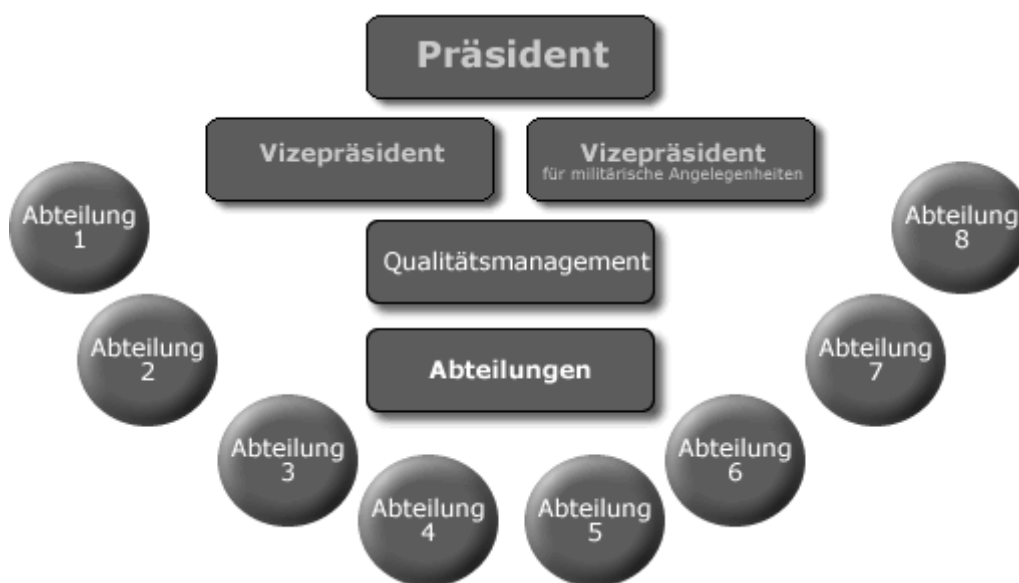 Präsident
Vizepräsident
Vizepräsident
für militärische Angelegenheiten
Qualitätsmanagement
Abteilungen
Abteilung
1
Abteilung
2
Abteilung
3
Abteilung
4
Abteilung
5
Abteilung
6
Abteilung
7
Abteilung
8